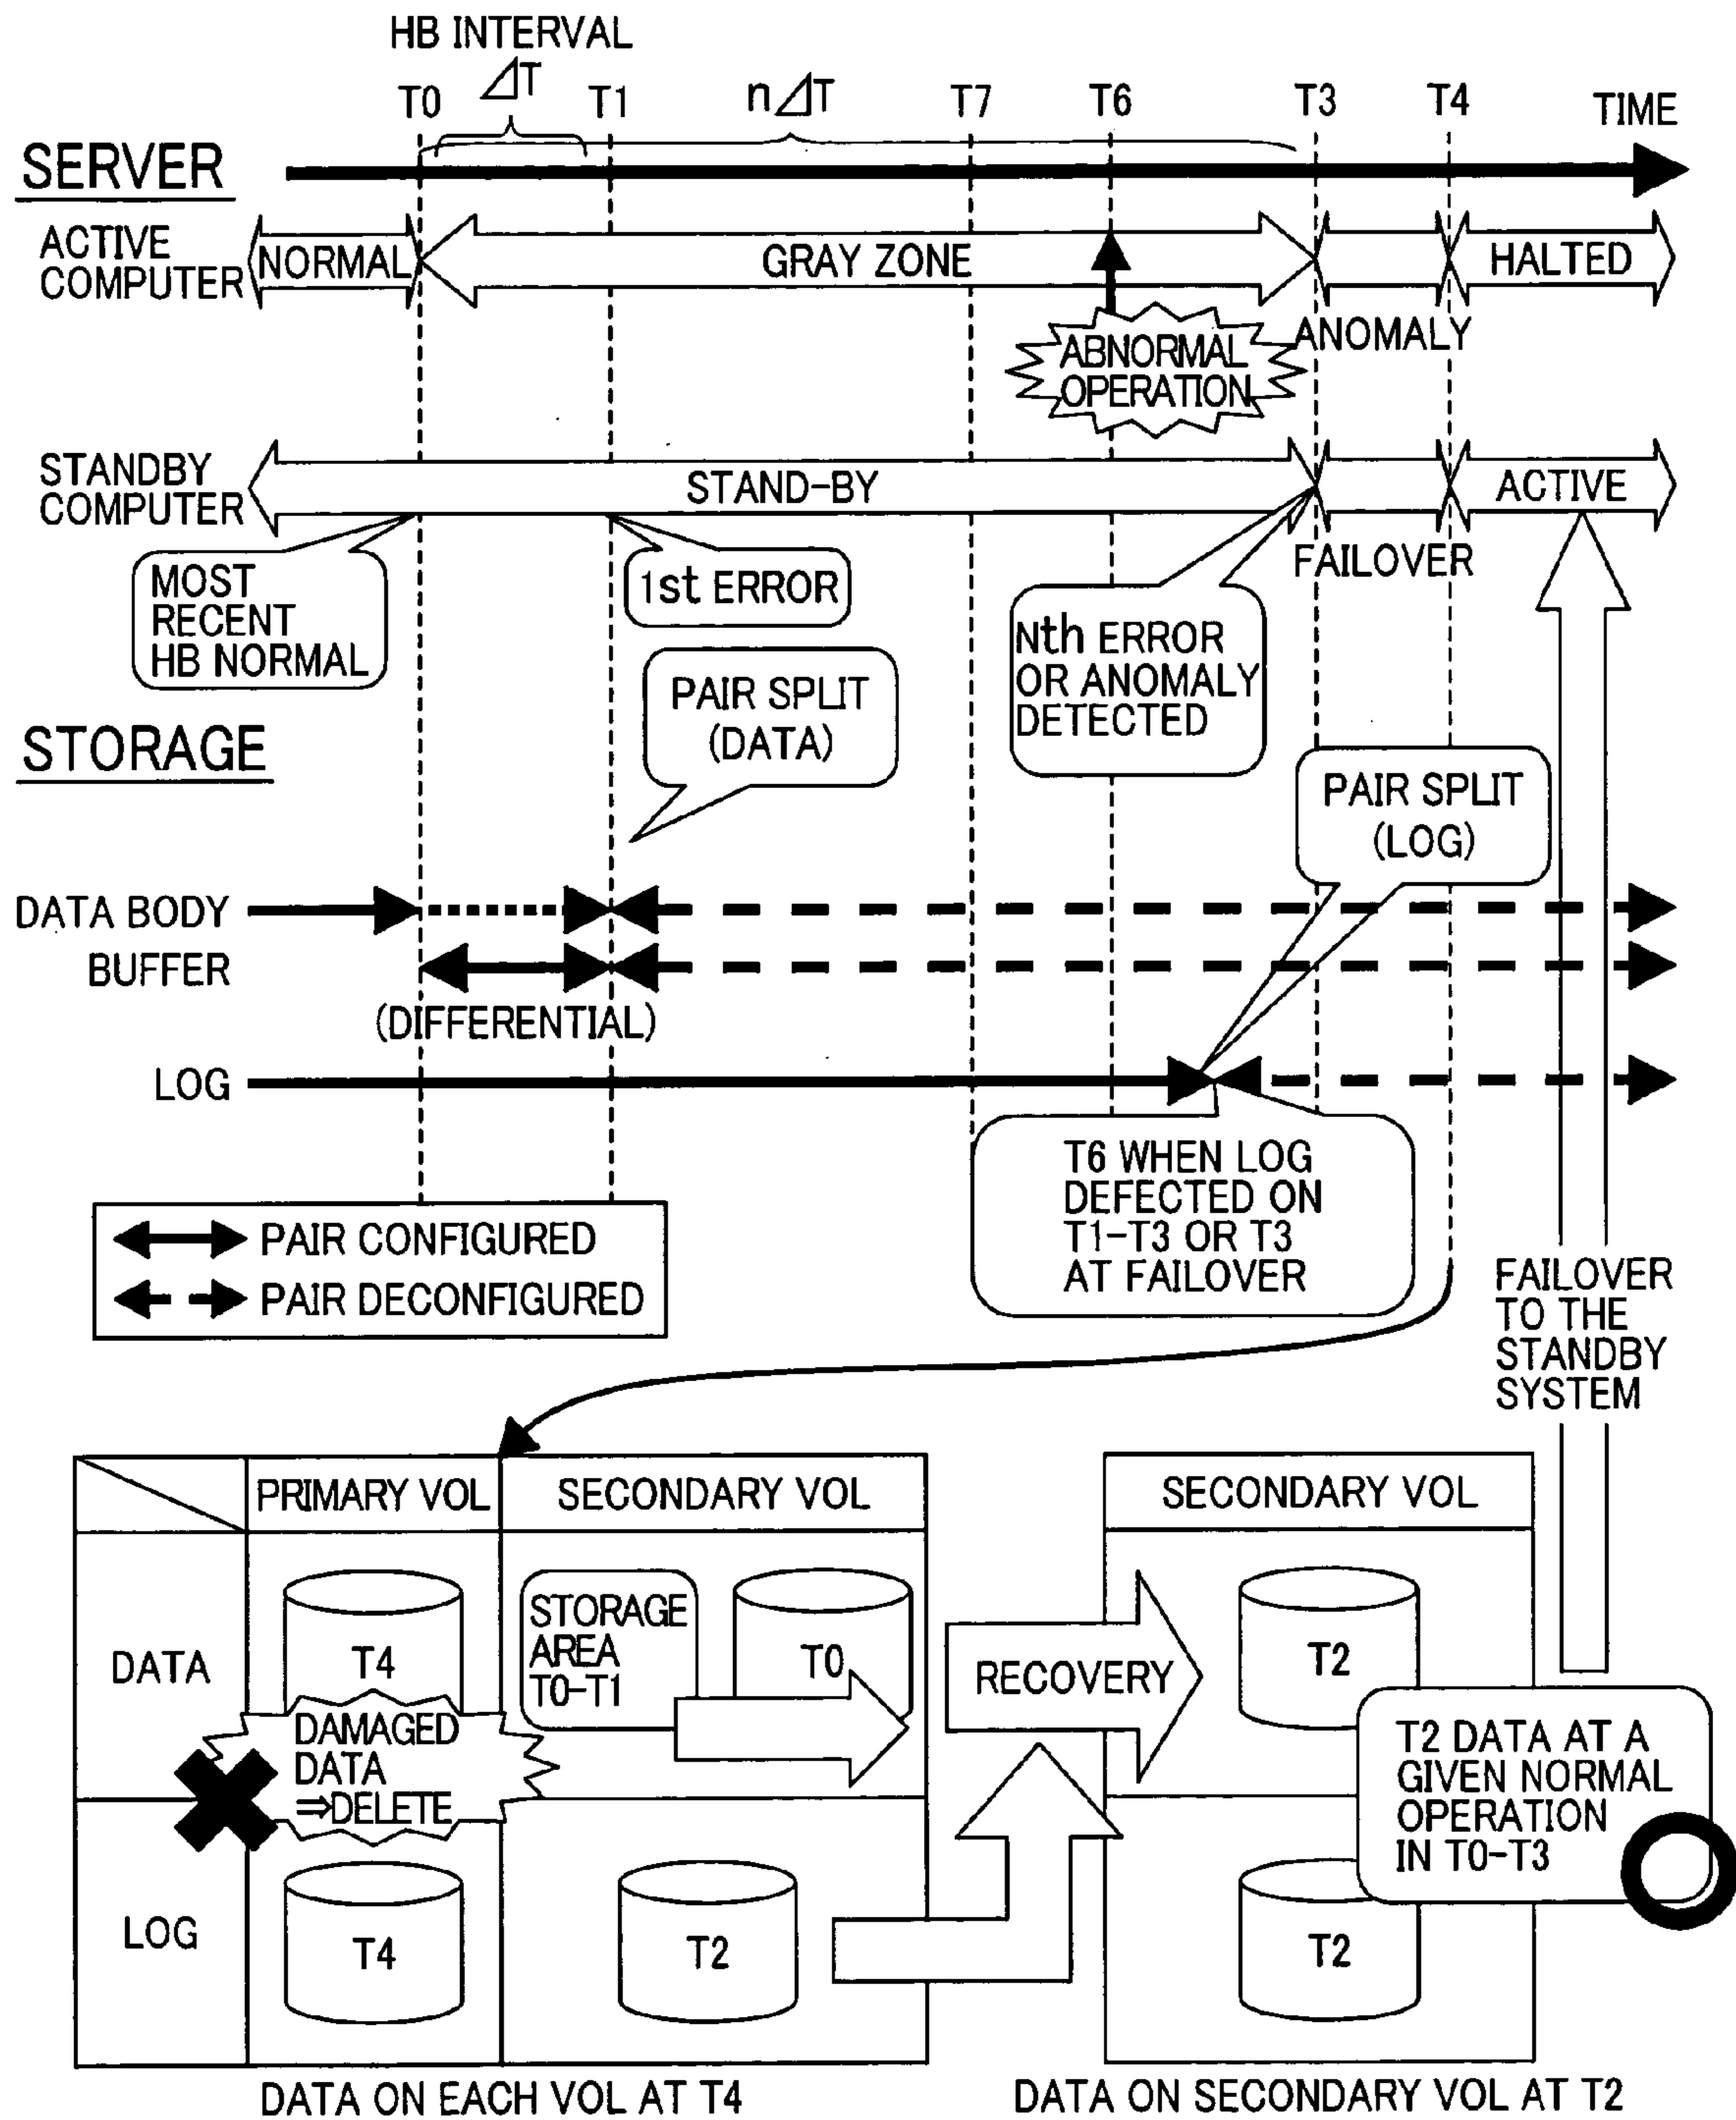 HB INTERVAL
⊿T
T0
T1
n⊿T
T7
T6
T3
T4
TIME
SERVER
ACTIVE
COMPUTER
NORMAL
GRAY ZONE
HALTED
ANOMALY
ABNORMAL
OPERATION
STANDBY
COMPUTER
STAND-BY
ACTIVE
FAILOVER
MOST
RECENT
HB NORMAL
1st ERROR
Nth ERROR
OR ANOMALY
DETECTED
PAIR SPLIT
(DATA)
STORAGE
PAIR SPLIT
(LOG)
DATA BODY
BUFFER
(DIFFERENTIAL)
LOG
T6 WHEN LOG
DEFECTED ON
T1-T3 OR T3
AT FAILOVER
PAIR CONFIGURED
PAIR DECONFIGURED
FAILOVER
TO THE
STANDBY
SYSTEM
PRIMARY VOL
SECONDARY VOL
SECONDARY VOL
DATA
T4
STORAGE
AREA
T0-T1
T0
RECOVERY
T2
DAMAGED
DATA
⇒DELETE
T2 DATA AT A
GIVEN NORMAL
OPERATION
IN T0-T3
LOG
T4
T2
T2
DATA ON EACH VOL AT T4
DATA ON SECONDARY VOL AT T2